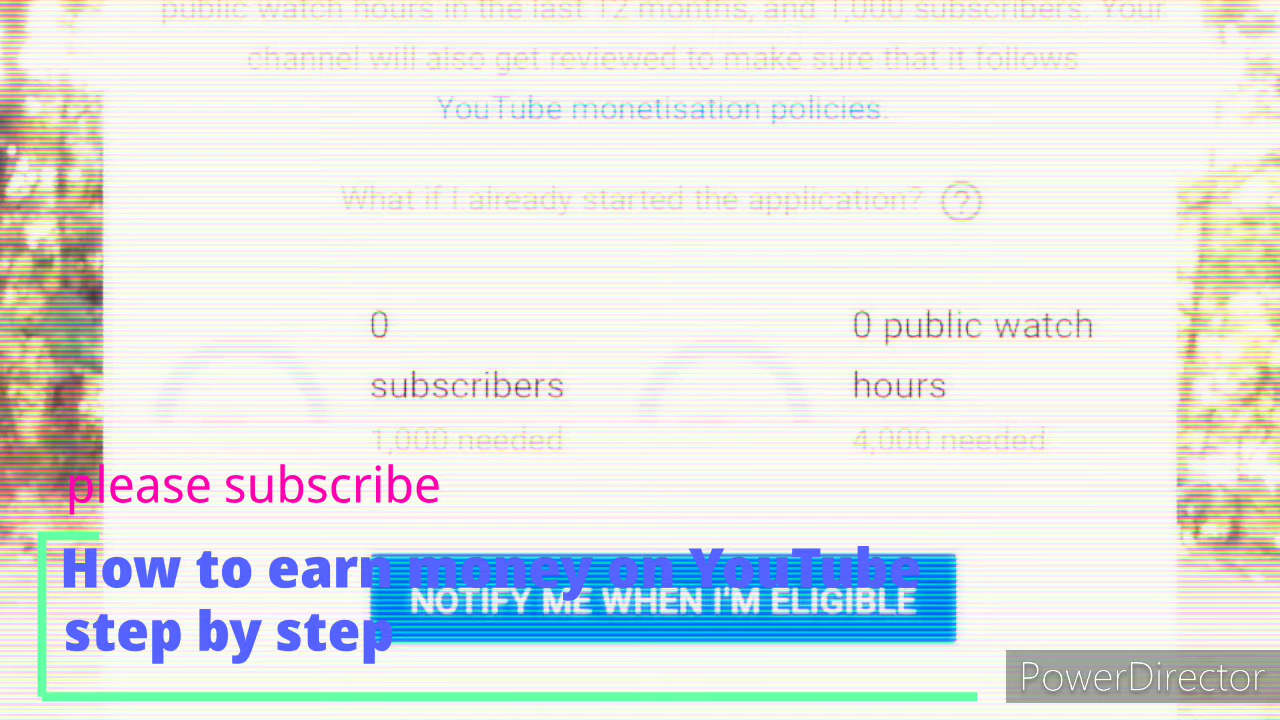 public watch hours in the last 12 months, and 1,000 subscribers. Your
channel will also get reviewed to make sure that it follows
YouTube monetisation policies.
What if I already started the application? ?
0
subscribers
1,000 needed
0 public watch
hours
4,000 needed
please subscribe
How to earn money on YouTube
step by step
NOTIFY ME WHEN I'M ELIGIBLE
PowerDirector